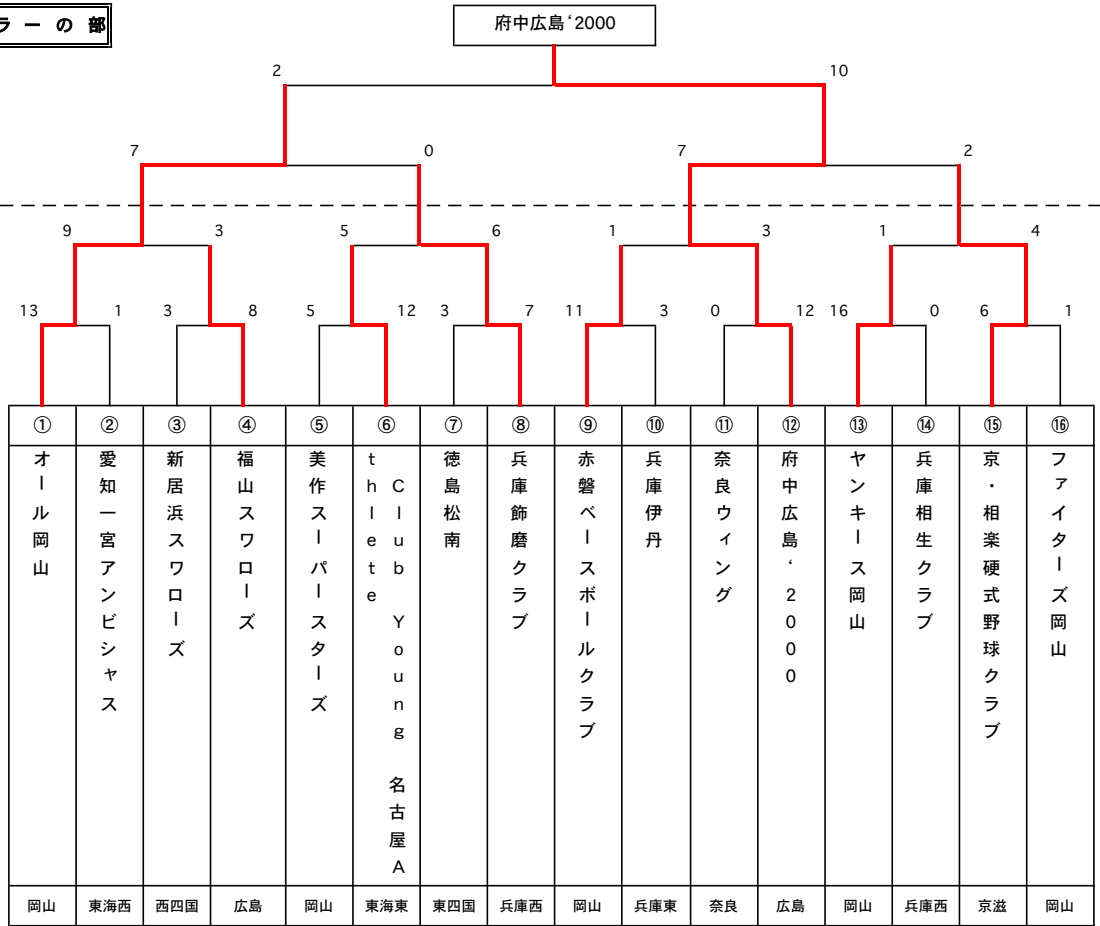 ラーの部
府中広島‘2000
2
10
7
0
7
2
9
3
5
6
1
3
1
4
13
1
3
8
5
12
3
7
11
3
0
12
16
0
6
1
①
②
③
④
⑤
⑥
⑦
⑧
⑨
⑩
⑪
⑫
⑬
⑭
⑮
⑯
オール岡山
愛知一宮アンビシャス
新居浜スワローズ
福山スワローズ
美作スーパースターズ
Club Young 名古屋A
thlete
徳島松南
兵庫飾磨クラブ
赤磐ベースボールクラブ
兵庫伊丹
奈良ウィング
府中広島‘2000
ヤンキース岡山
兵庫相生クラブ
京・相楽硬式野球クラブ
ファイターズ岡山
岡山
東海西
西四国
広島
岡山
東海東
東四国
兵庫西
岡山
兵庫東
奈良
広島
岡山
兵庫西
京滋
岡山